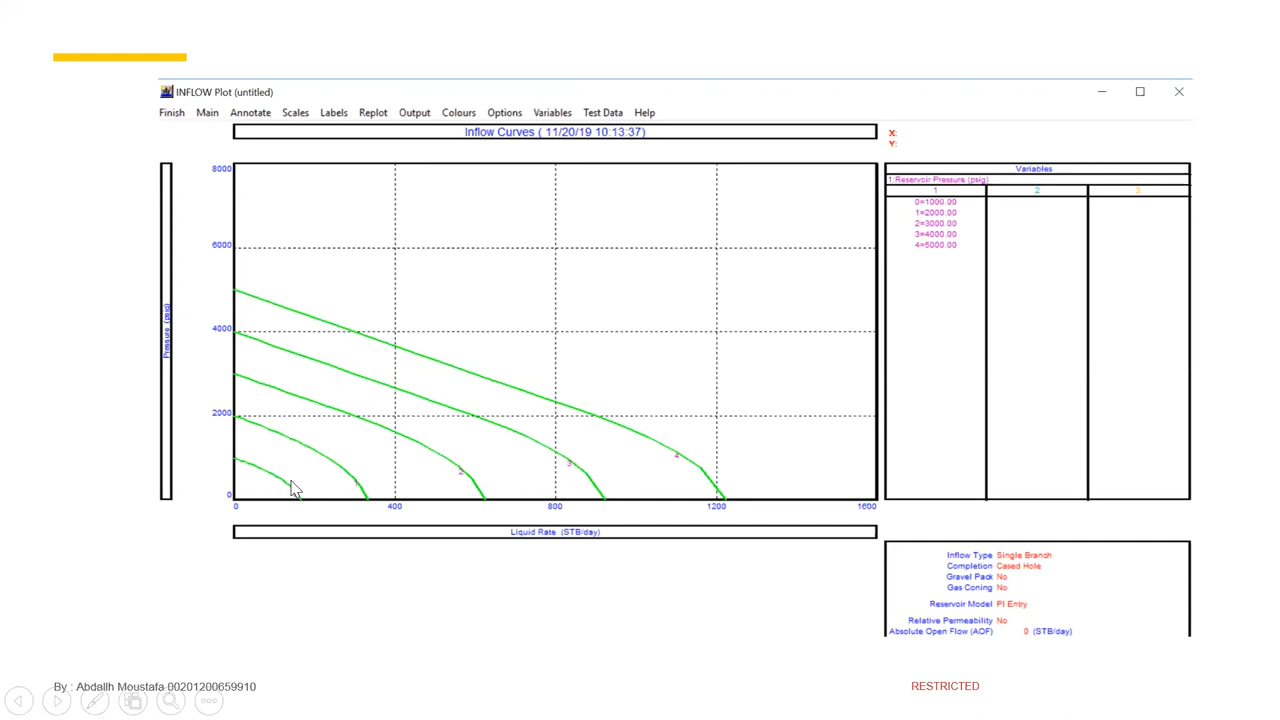 INFLOW Plot (untitled)
Finish Main Annotate Scales Labels Replot Output Colours Options Variables Test Data Help
Inflow Curves ( 11/20/19 10:13:37)
X:
Y:
Variables
1:Reservoir Pressure (psig)
1 2 3
0=1000.00
1=2000.00
2=3000.00
3=4000.00
4=5000.00
8000
6000
4000
2000
0
Pressure (psig)
1
2
3
4
0 400 800 1200 1600
Liquid Rate (STB/day)
Inflow Type Single Branch
Completion Cased Hole
Gravel Pack No
Gas Coning No
Reservoir Model PI Entry
Relative Permeability No
Absolute Open Flow (AOF) 0 (STB/day)
By : Abdallh Moustafa 00201200659910
RESTRICTED